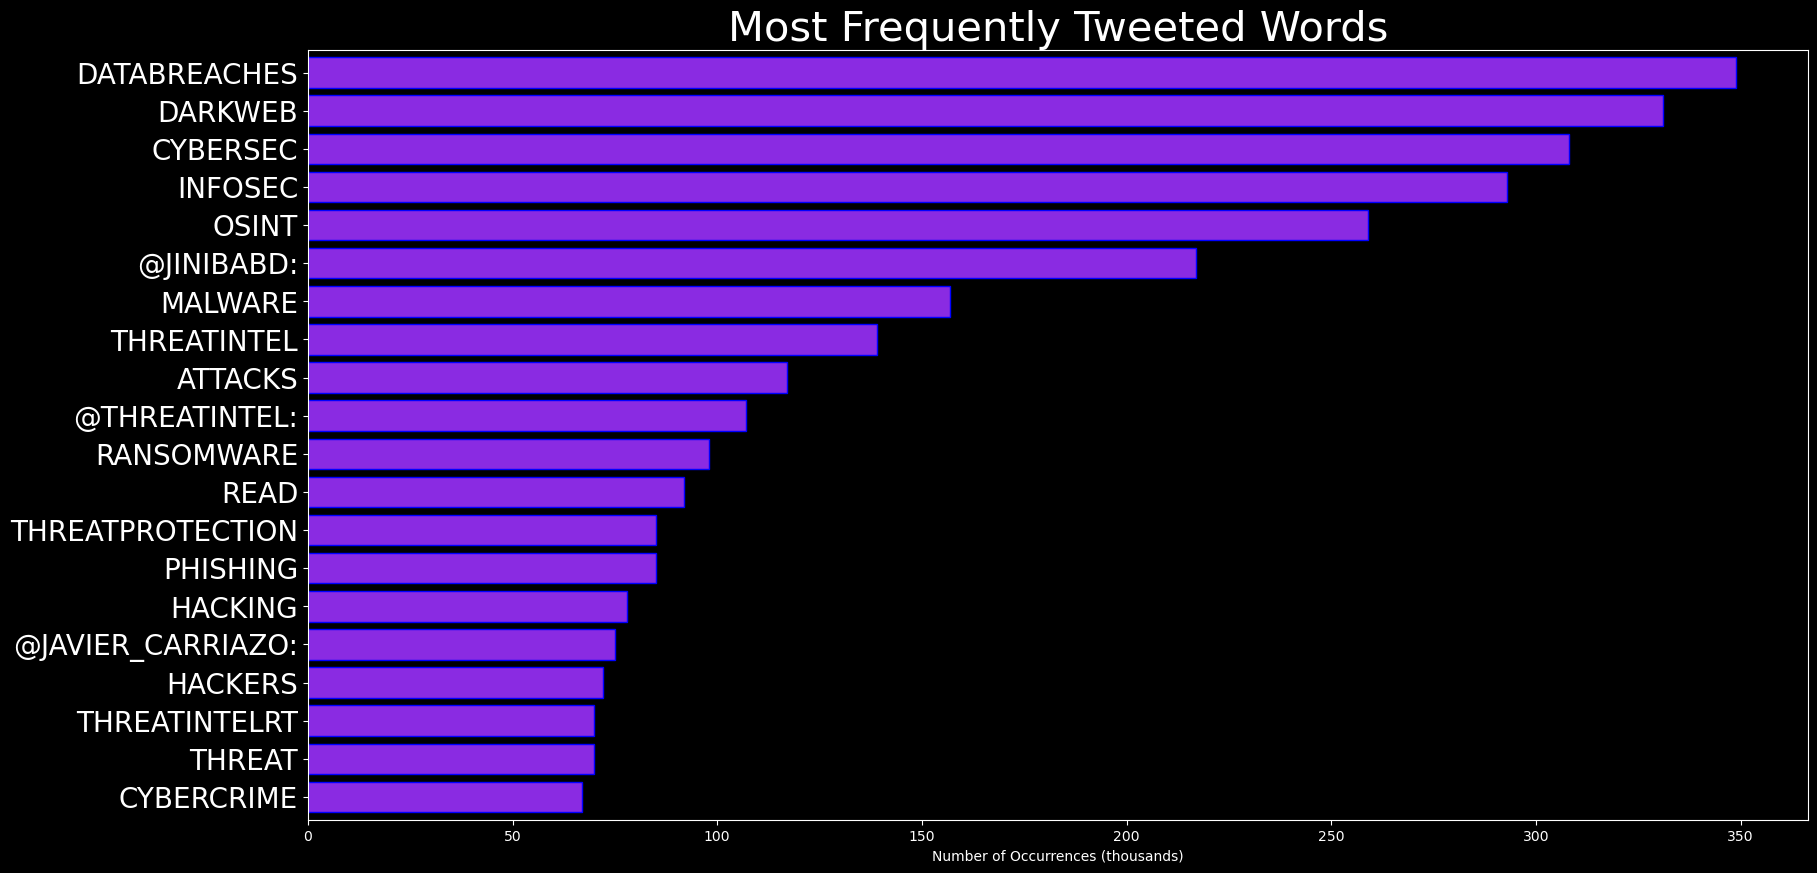 Most Frequently Tweeted Words
DATABREACHES
DARKWEB
CYBERSEC
INFOSEC
OSINT
@JINIBABD:
MALWARE
THREATINTEL
ATTACKS
@THREATINTEL:
RANSOMWARE
READ
THREATPROTECTION
PHISHING
HACKING
@JAVIER_CARRIAZO:
HACKERS
THREATINTELRT
THREAT
CYBERCRIME
0 50 100 150 200 250 300 350
Number of Occurrences (thousands)